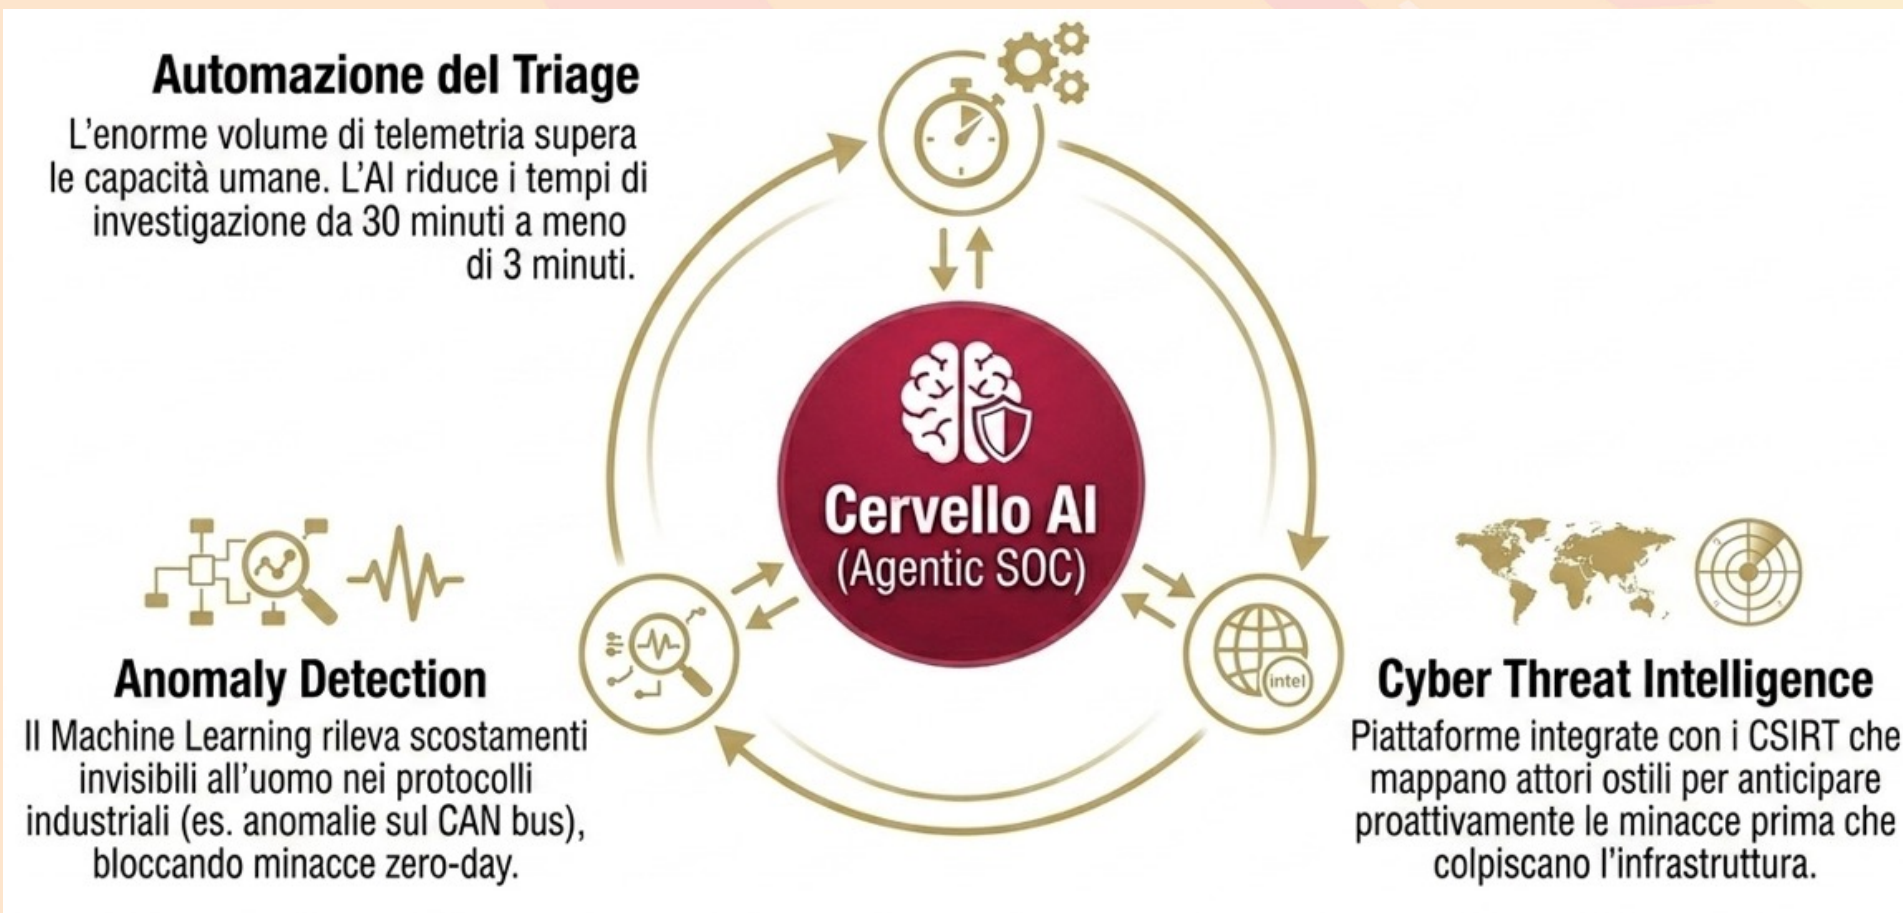 Automazione del Triage
L'enorme volume di telemetria supera
le capacità umane. L'AI riduce i tempi di
investigazione da 30 minuti a meno
di 3 minuti.
Cervello AI
(Agentic SOC)
intel
Anomaly Detection
Il Machine Learning rileva scostamenti
invisibili all'uomo nei protocolli
industriali (es. anomalie sul CAN bus),
bloccando minacce zero-day.
Cyber Threat Intelligence
Piattaforme integrate con i CSIRT che
mappano attori ostili per anticipare
proattivamente le minacce prima che
colpiscano l'infrastruttura.